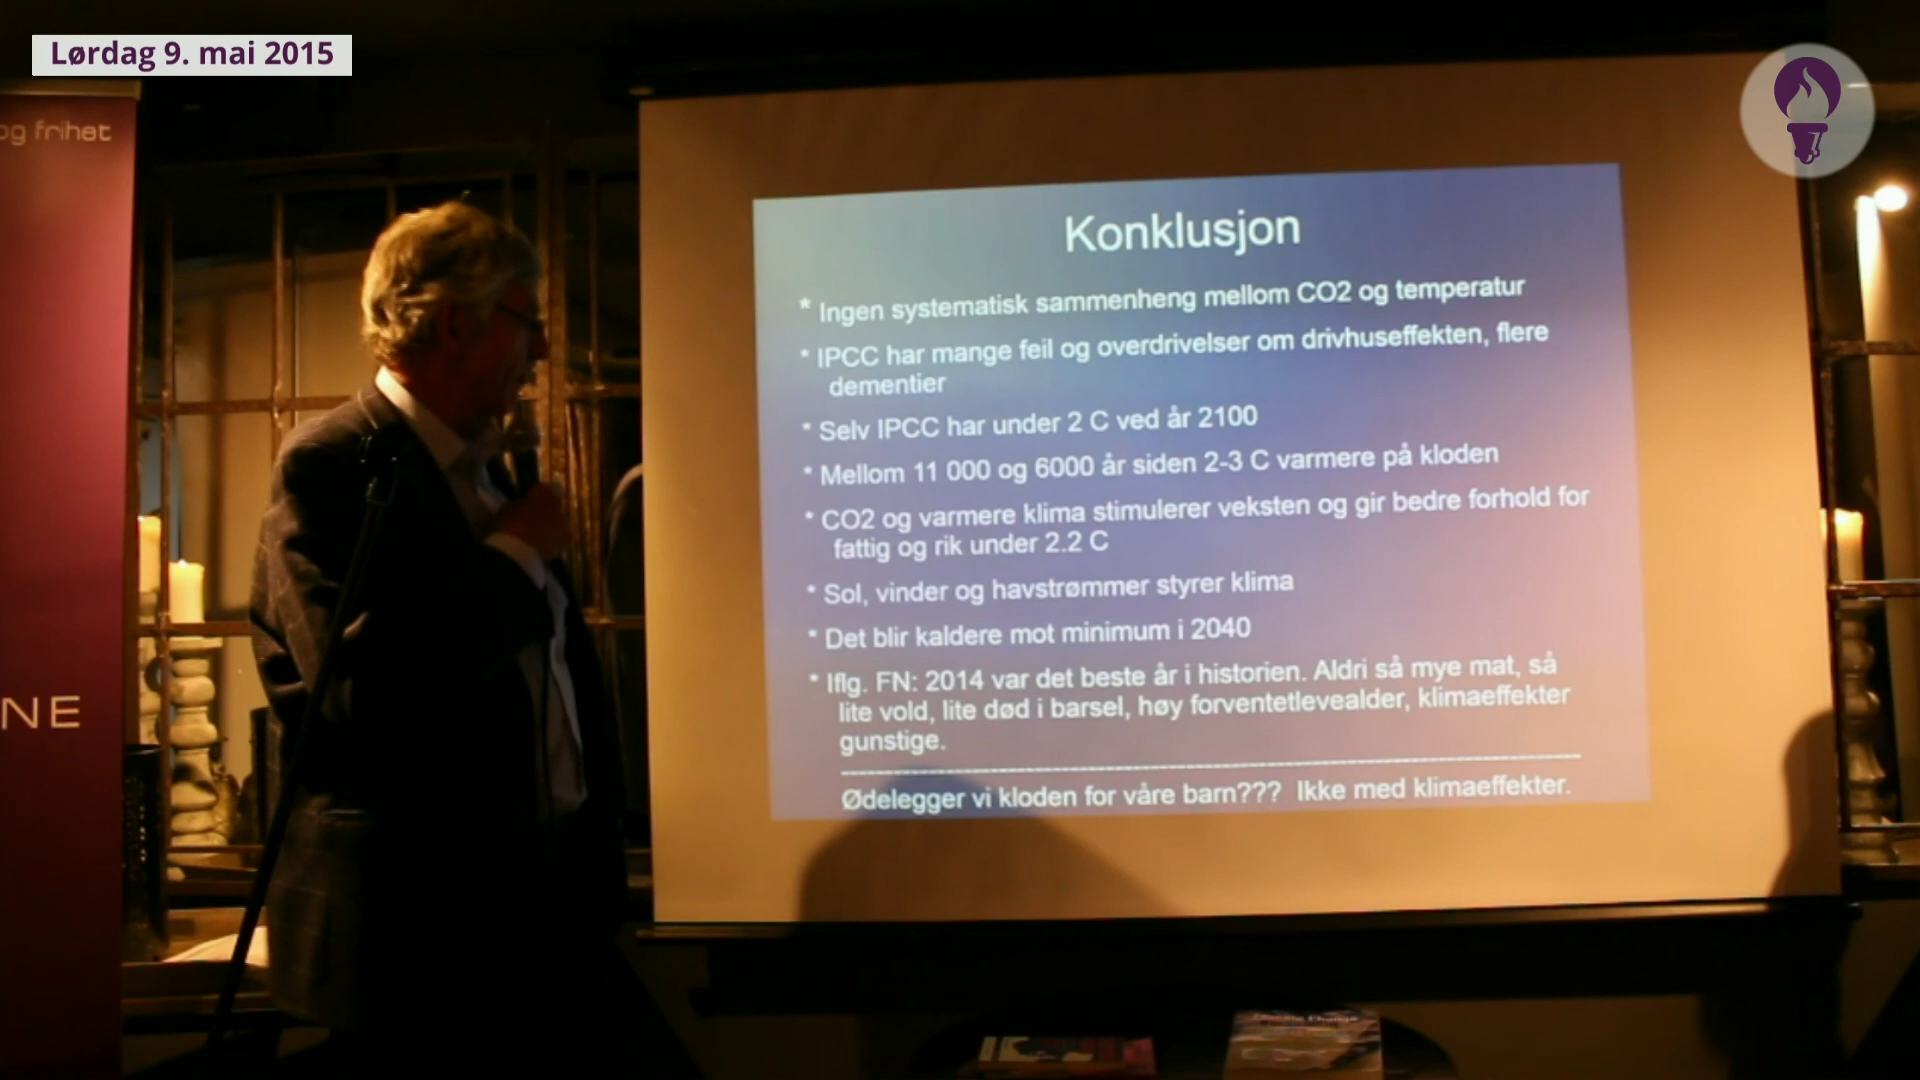 Lørdag 9. mai 2015
og frihet
NE
Konklusjon
* Ingen systematisk sammenheng mellom CO2 og temperatur
* IPCC har mange feil og overdrivelser om drivhuseffekten, flere
dementier
* Selv IPCC har under 2 C ved år 2100
* Mellom 11 000 og 6000 år siden 2-3 C varmere på kloden
* CO2 og varmere klima stimulerer veksten og gir bedre forhold for
fattig og rik under 2.2 C
* Sol, vinder og havstrømmer styrer klima
* Det blir kaldere mot minimum i 2040
* Iflg. FN: 2014 var det beste år i historien. Aldri så mye mat, så
lite vold, lite død i barsel, høy forventetlevealder, klimaeffekter
gunstige.
Ødelegger vi kloden for våre barn??? Ikke med klimaeffekter.